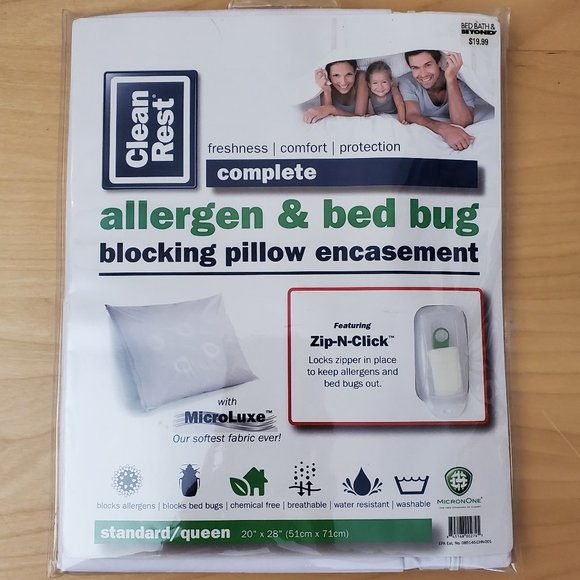 BED BATH &
BEYOND
$19.99
Clean
Rest®
freshness | comfort | protection
complete
allergen & bed bug
blocking pillow encasement
Featuring
Zip-N-Click™
Locks zipper in place
to keep allergens and
bed bugs out.
with
MicroLuxe™
Our softest fabric ever!
blocks allergens | blocks bed bugs | chemical free | breathable | water resistant | washable
MICRONONE®
standard/queen 20" x 28" (51cm x 71cm)